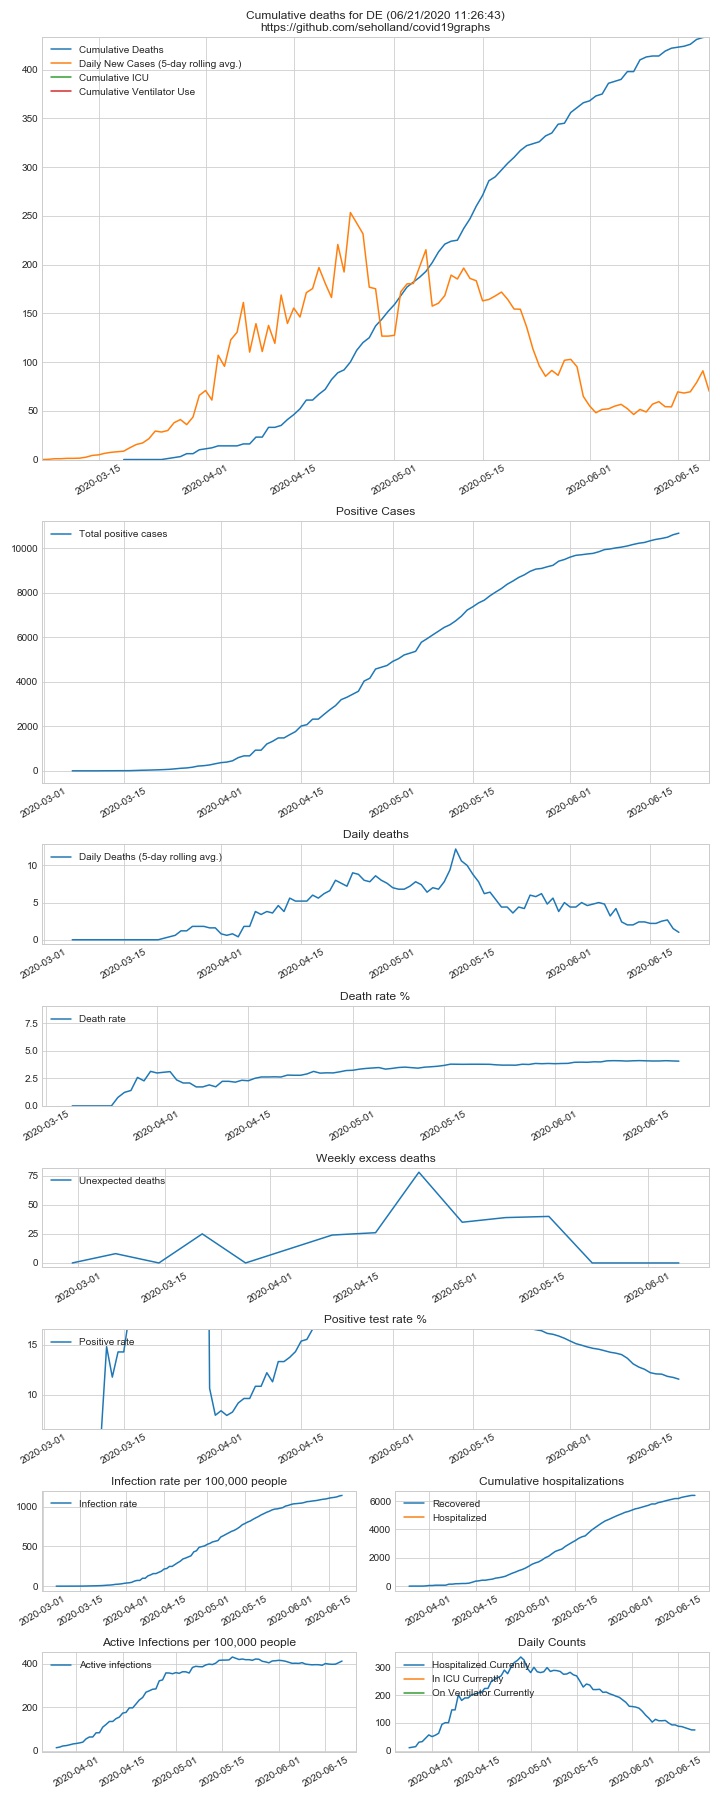 Cumulative deaths for DE (06/21/2020 11:26:43)
https://github.com/seholland/covid19graphs
Cumulative Deaths
Daily New Cases (5-day rolling avg.)
Cumulative ICU
Cumulative Ventilator Use
400
350
300
250
200
150
100
50
0
2020-03-15 2020-04-01 2020-04-15 2020-05-01 2020-05-15 2020-06-01 2020-06-15
Positive Cases
Total positive cases
10000
8000
6000
4000
2000
0
2020-03-01 2020-03-15 2020-04-01 2020-04-15 2020-05-01 2020-05-15 2020-06-01 2020-06-15
Daily deaths
Daily Deaths (5-day rolling avg.)
10
5
0
2020-03-01 2020-03-15 2020-04-01 2020-04-15 2020-05-01 2020-05-15 2020-06-01 2020-06-15
Death rate %
Death rate
7.5
5.0
2.5
0.0
2020-03-15 2020-04-01 2020-04-15 2020-05-01 2020-05-15 2020-06-01 2020-06-15
Weekly excess deaths
Unexpected deaths
75
50
25
0
2020-03-01 2020-03-15 2020-04-01 2020-04-15 2020-05-01 2020-05-15 2020-06-01
Positive test rate %
Positive rate
15
10
2020-03-01 2020-03-15 2020-04-01 2020-04-15 2020-05-01 2020-05-15 2020-06-01 2020-06-15
Infection rate per 100,000 people
Infection rate
1000
500
0
2020-03-01 2020-03-15 2020-04-01 2020-04-15 2020-05-01 2020-05-15 2020-06-01 2020-06-15
Cumulative hospitalizations
Recovered
Hospitalized
6000
4000
2000
0
2020-04-01 2020-04-15 2020-05-01 2020-05-15 2020-06-01 2020-06-15
Active Infections per 100,000 people
Active infections
400
200
0
2020-04-01 2020-04-15 2020-05-01 2020-05-15 2020-06-01 2020-06-15
Daily Counts
Hospitalized Currently
In ICU Currently
On Ventilator Currently
300
200
100
0
2020-04-01 2020-04-15 2020-05-01 2020-05-15 2020-06-01 2020-06-15